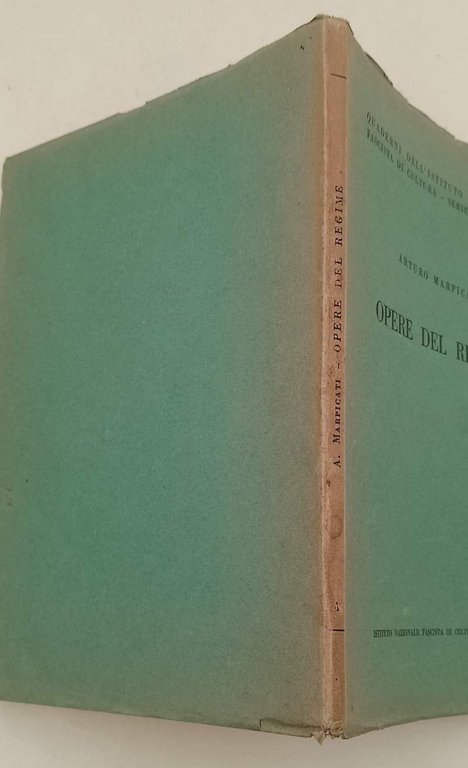 A. MARPICATI - OPERE DEL REGIME
QUADERNI DELL'ISTITUTO
FASCISTA DI CULTURA - SERIE
ARTURO MARPICA
OPERE DEL RE
ISTITUTO NAZIONALE FASCISTA DI